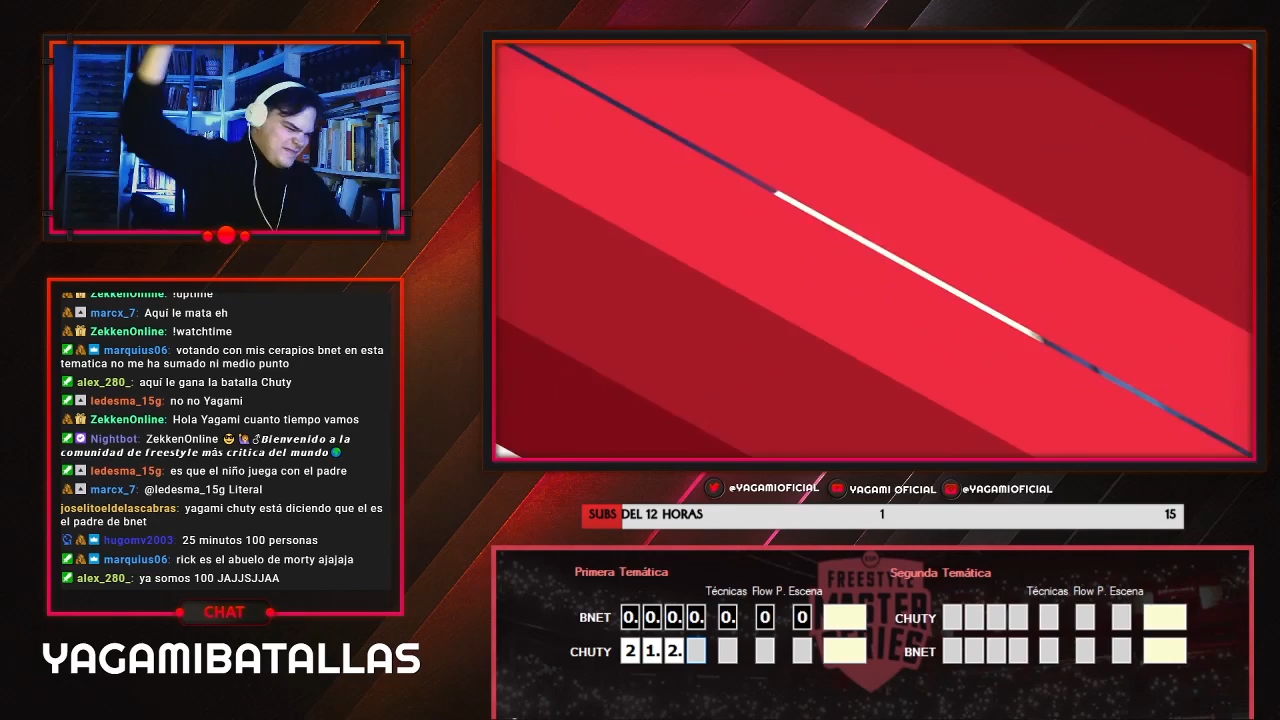 ZekkenOnline: !uptime
marcx_7: Aquí le mata eh
ZekkenOnline: !watchtime
marquius06: votando con mis cerapios bnet en esta
tematica no me ha sumado ni medio punto
alex_280_: aquí le gana la batalla Chuty
ledesma_15g: no no Yagami
ZekkenOnline: Hola Yagami cuanto tiempo vamos
Nightbot: ZekkenOnline 😎 🙋♂ Bienvenido a la
comunidad de freestyle más crítica del mundo 🌍
ledesma_15g: es que el niño juega con el padre
marcx_7: @ledesma_15g Literal
joselitoeldelascabras: yagami chuty está diciendo que el es
el padre de bnet
hugomv2003: 25 minutos 100 personas
marquius06: rick es el abuelo de morty ajajaja
alex_280_: ya somos 100 JAJJSJJAA
CHAT
YAGAMIBATALLAS
@YAGAMIOFICIAL YAGAMI OFICIAL @YAGAMIOFICIAL
SUBS DEL 12 HORAS 1 15
FREESTYLE
MASTER
SERIES
Primera Temática Segunda Temática
Técnicas Flow P. Escena Técnicas Flow P. Escena
BNET 0. 0. 0. 0. 0. 0 0 CHUTY
CHUTY 2 1. 2. BNET